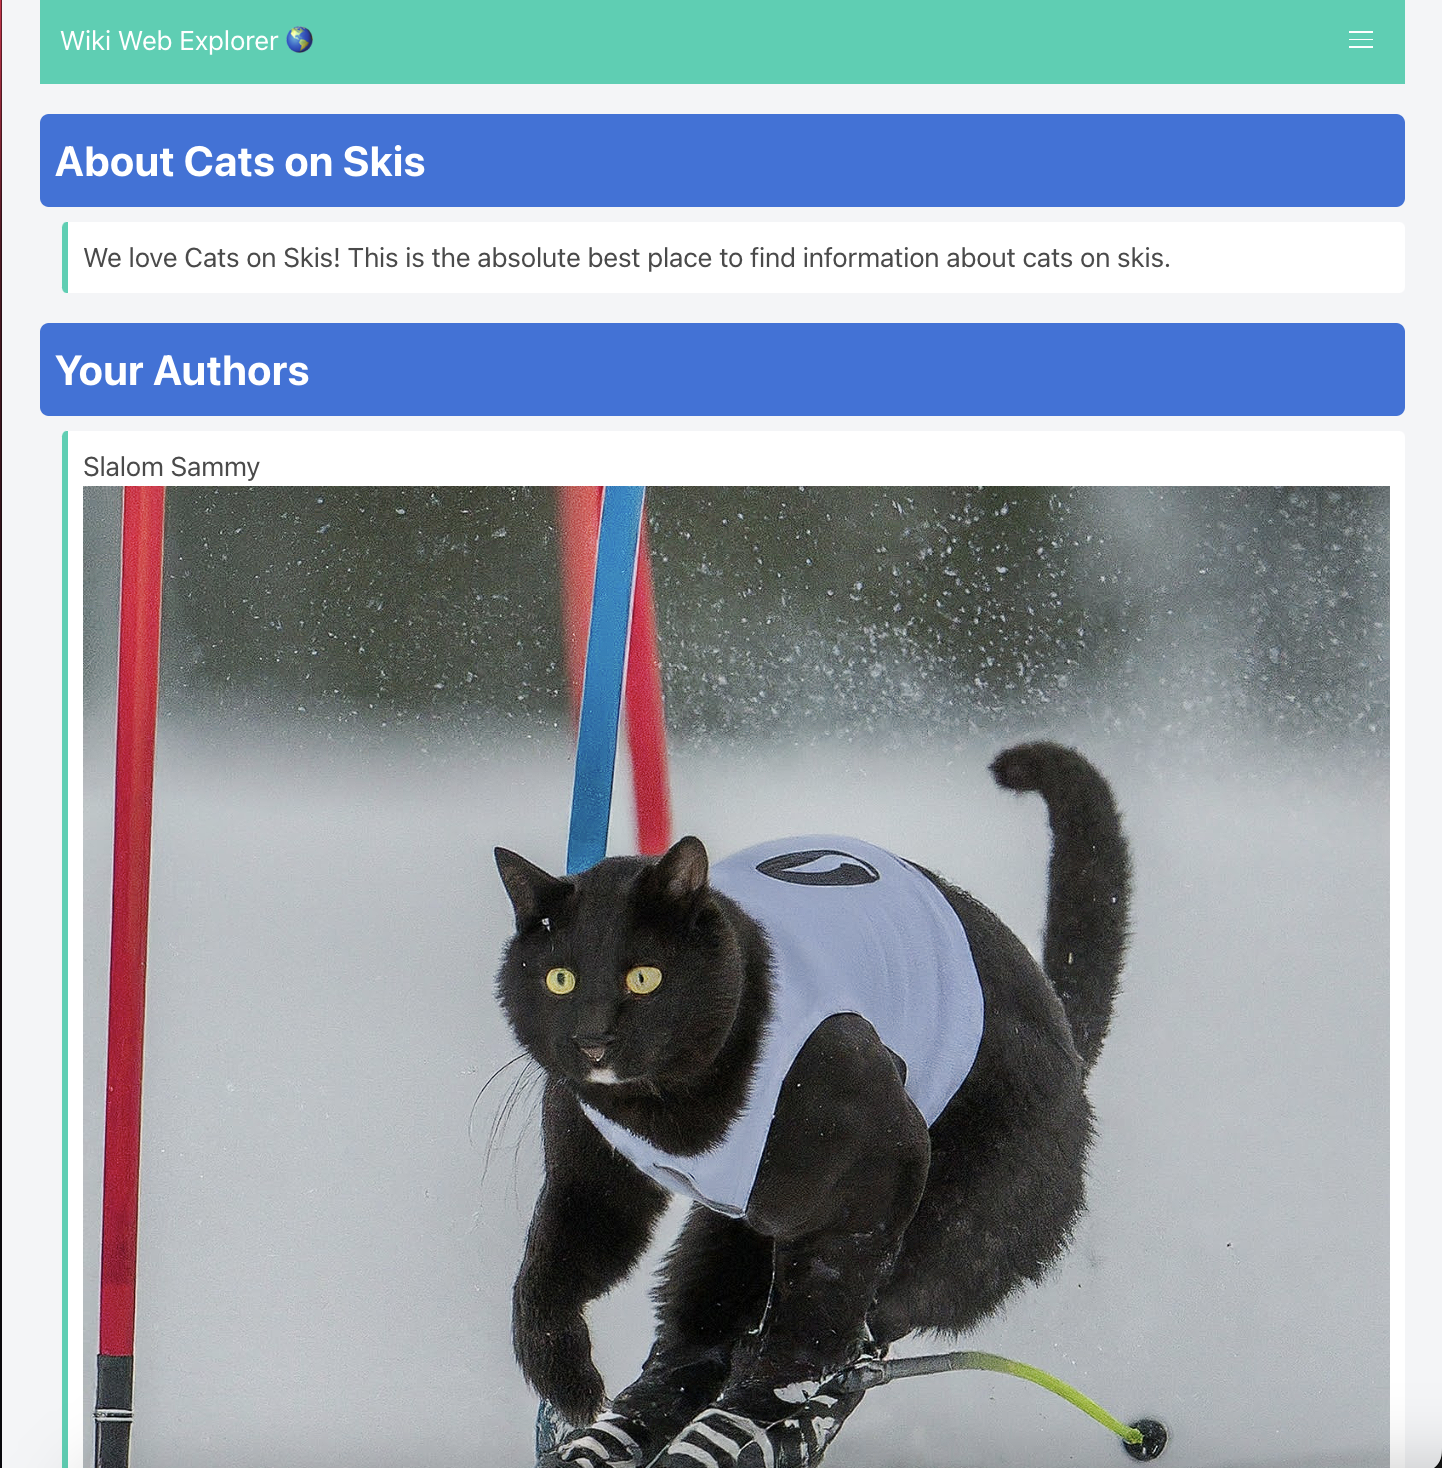 Wiki Web Explorer 🌎
About Cats on Skis
We love Cats on Skis! This is the absolute best place to find information about cats on skis.
Your Authors
Slalom Sammy